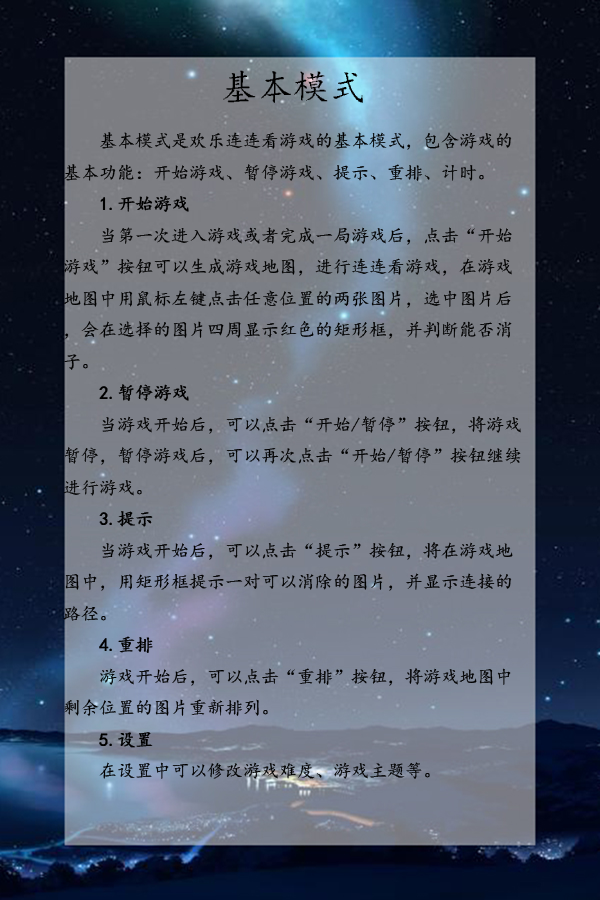 基本模式
基本模式是欢乐连连看游戏的基本模式，包含游戏的
基本功能：开始游戏、暂停游戏、提示、重排、计时。
1.开始游戏
当第一次进入游戏或者完成一局游戏后，点击“开始
游戏”按钮可以生成游戏地图，进行连连看游戏，在游戏
地图中用鼠标左键点击任意位置的两张图片，选中图片后
，会在选择的图片四周显示红色的矩形框，并判断能否消
子。
2.暂停游戏
当游戏开始后，可以点击“开始/暂停”按钮，将游戏
暂停，暂停游戏后，可以再次点击“开始/暂停”按钮继续
进行游戏。
3.提示
当游戏开始后，可以点击“提示”按钮，将在游戏地
图中，用矩形框提示一对可以消除的图片，并显示连接的
路径。
4.重排
游戏开始后，可以点击“重排”按钮，将游戏地图中
剩余位置的图片重新排列。
5.设置
在设置中可以修改游戏难度、游戏主题等。